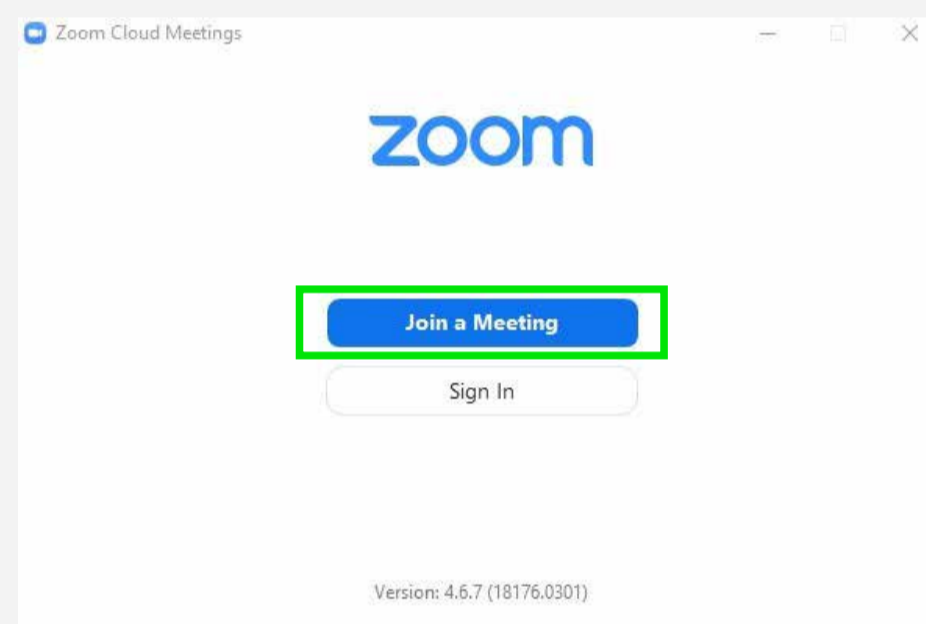 Zoom Cloud Meetings
zoom
Join a Meeting
Sign In
Version: 4.6.7 (18176.0301)